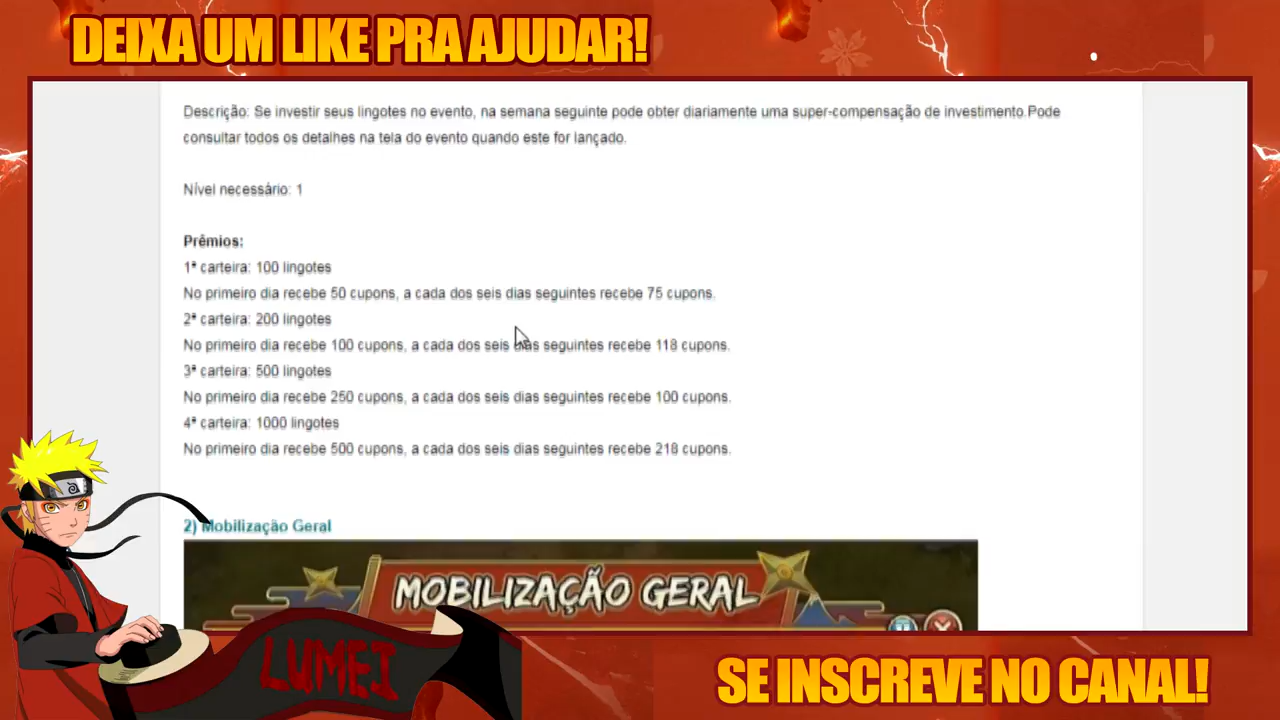 DEIXA UM LIKE PRA AJUDAR!
Descrição: Se investir seus lingotes no evento, na semana seguinte pode obter diariamente uma super-compensação de investimento.Pode
consultar todos os detalhes na tela do evento quando este for lançado.
Nível necessário: 1
Prêmios:
1ª carteira: 100 lingotes
No primeiro dia recebe 50 cupons, a cada dos seis dias seguintes recebe 75 cupons.
2ª carteira: 200 lingotes
No primeiro dia recebe 100 cupons, a cada dos seis dias seguintes recebe 118 cupons.
3ª carteira: 500 lingotes
No primeiro dia recebe 250 cupons, a cada dos seis dias seguintes recebe 100 cupons.
4ª carteira: 1000 lingotes
No primeiro dia recebe 500 cupons, a cada dos seis dias seguintes recebe 218 cupons.
2) Mobilização Geral
MOBILIZAÇÃO GERAL
LUMEI
SE INSCREVE NO CANAL!